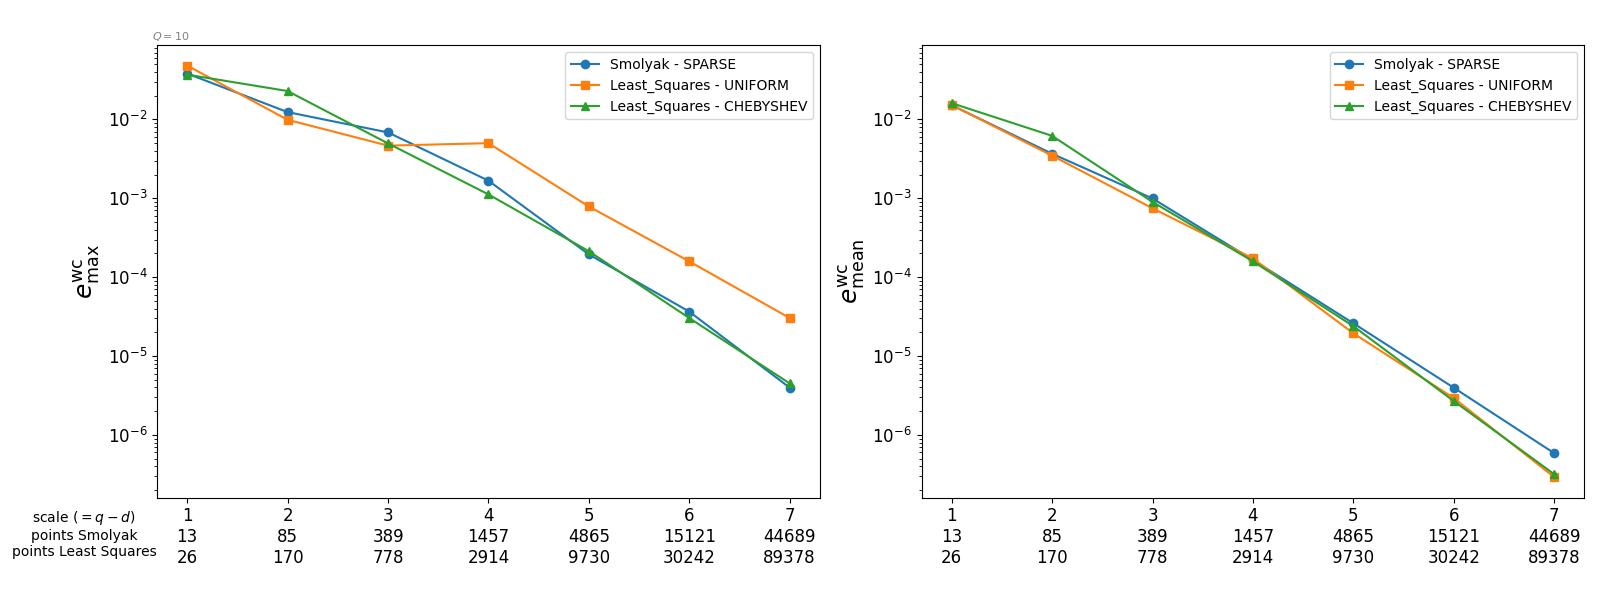 Q = 10
Smolyak - SPARSE
Least_Squares - UNIFORM
Least_Squares - CHEBYSHEV
10⁻²
10⁻³
10⁻⁴
10⁻⁵
10⁻⁶
e^wc_max
scale (= q − d) 1 2 3 4 5 6 7
points Smolyak 13 85 389 1457 4865 15121 44689
points Least Squares 26 170 778 2914 9730 30242 89378
Smolyak - SPARSE
Least_Squares - UNIFORM
Least_Squares - CHEBYSHEV
10⁻²
10⁻³
10⁻⁴
10⁻⁵
10⁻⁶
e^wc_mean
1 2 3 4 5 6 7
13 85 389 1457 4865 15121 44689
26 170 778 2914 9730 30242 89378